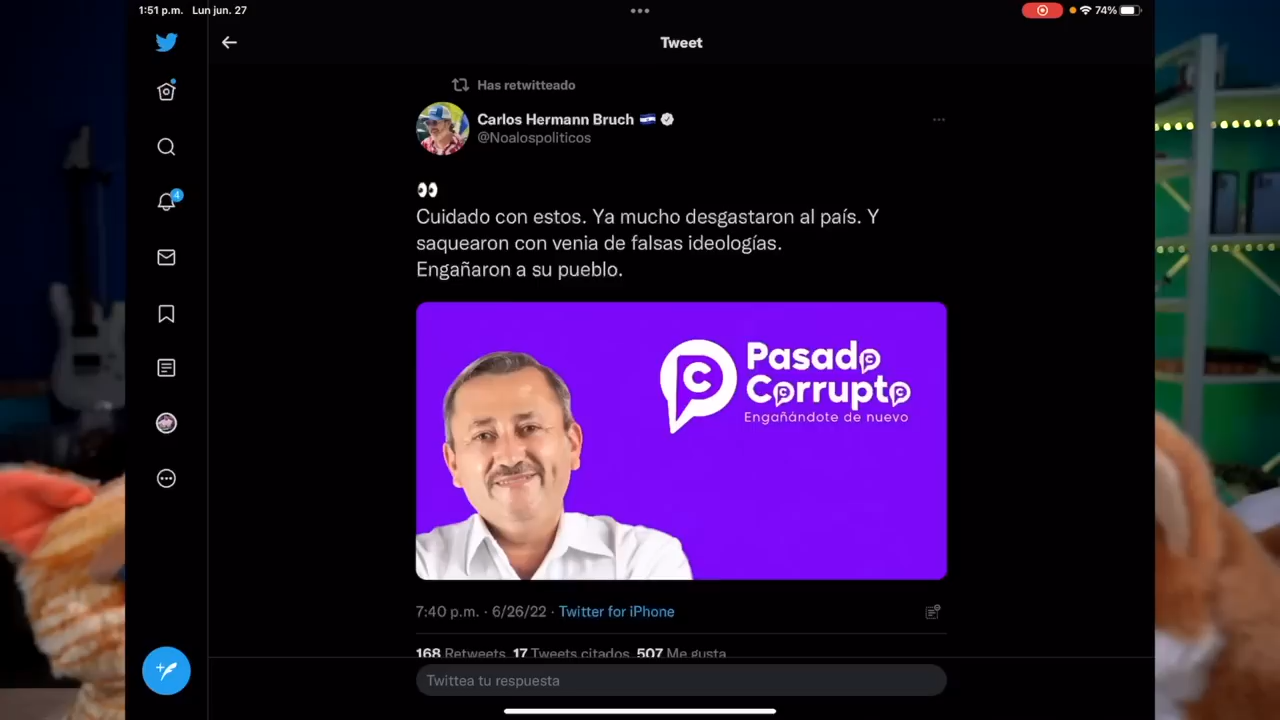 1:51 p.m. Lun jun. 27
74%
Tweet
Has retwitteado
Carlos Hermann Bruch
@Noalospoliticos
4
Cuidado con estos. Ya mucho desgastaron al país. Y
saquearon con venia de falsas ideologías.
Engañaron a su pueblo.
Pasado
Corrupto
Engañándote de nuevo
7:40 p.m. · 6/26/22 · Twitter for iPhone
168 Retweets 17 Tweets citados 507 Me gusta
Twittea tu respuesta